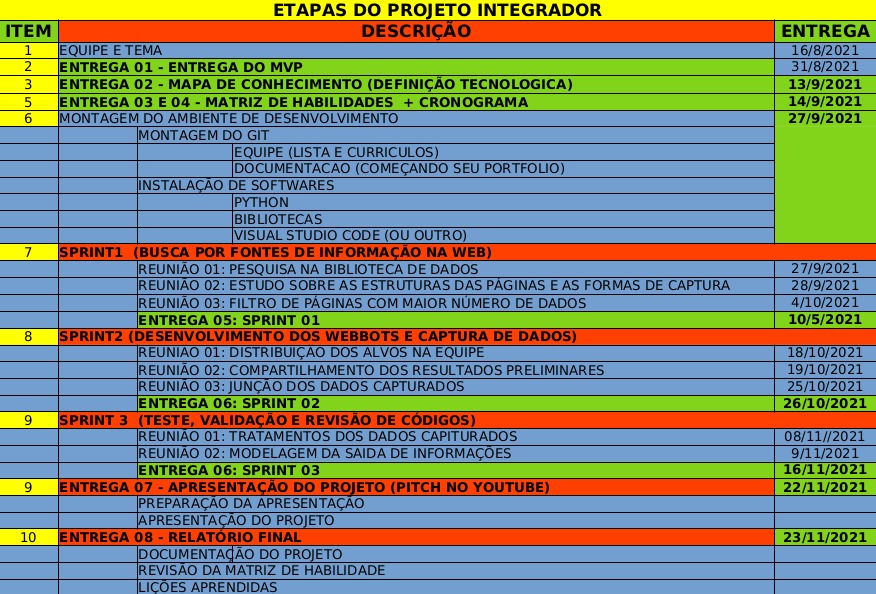 ETAPAS DO PROJETO INTEGRADOR
ITEM DESCRIÇÃO ENTREGA
1 EQUIPE E TEMA 16/8/2021
2 ENTREGA 01 - ENTREGA DO MVP 31/8/2021
3 ENTREGA 02 - MAPA DE CONHECIMENTO (DEFINIÇÃO TECNOLOGICA) 13/9/2021
5 ENTREGA 03 E 04 - MATRIZ DE HABILIDADES + CRONOGRAMA 14/9/2021
6 MONTAGEM DO AMBIENTE DE DESENVOLVIMENTO 27/9/2021
MONTAGEM DO GIT
EQUIPE (LISTA E CURRICULOS)
DOCUMENTACAO (COMEÇANDO SEU PORTFOLIO)
INSTALAÇÃO DE SOFTWARES
PYTHON
BIBLIOTECAS
VISUAL STUDIO CODE (OU OUTRO)
7 SPRINT1 (BUSCA POR FONTES DE INFORMAÇÃO NA WEB)
REUNIÃO 01: PESQUISA NA BIBLIOTECA DE DADOS 27/9/2021
REUNIÃO 02: ESTUDO SOBRE AS ESTRUTURAS DAS PÁGINAS E AS FORMAS DE CAPTURA 28/9/2021
REUNIÃO 03: FILTRO DE PÁGINAS COM MAIOR NÚMERO DE DADOS 4/10/2021
ENTREGA 05: SPRINT 01 10/5/2021
8 SPRINT2 (DESENVOLVIMENTO DOS WEBBOTS E CAPTURA DE DADOS)
REUNIÃO 01: DISTRIBUIÇÃO DOS ALVOS NA EQUIPE 18/10/2021
REUNIÃO 02: COMPARTILHAMENTO DOS RESULTADOS PRELIMINARES 19/10/2021
REUNIÃO 03: JUNÇÃO DOS DADOS CAPTURADOS 25/10/2021
ENTREGA 06: SPRINT 02 26/10/2021
9 SPRINT 3 (TESTE, VALIDAÇÃO E REVISÃO DE CÓDIGOS)
REUNIÃO 01: TRATAMENTOS DOS DADOS CAPITURADOS 08/11//2021
REUNIÃO 02: MODELAGEM DA SAIDA DE INFORMAÇÕES 9/11/2021
ENTREGA 06: SPRINT 03 16/11/2021
9 ENTREGA 07 - APRESENTAÇÃO DO PROJETO (PITCH NO YOUTUBE) 22/11/2021
PREPARAÇÃO DA APRESENTAÇÃO
APRESENTAÇÃO DO PROJETO
10 ENTREGA 08 - RELATÓRIO FINAL 23/11/2021
DOCUMENTAÇÃO DO PROJETO
REVISÃO DA MATRIZ DE HABILIDADE
LIÇÕES APRENDIDAS